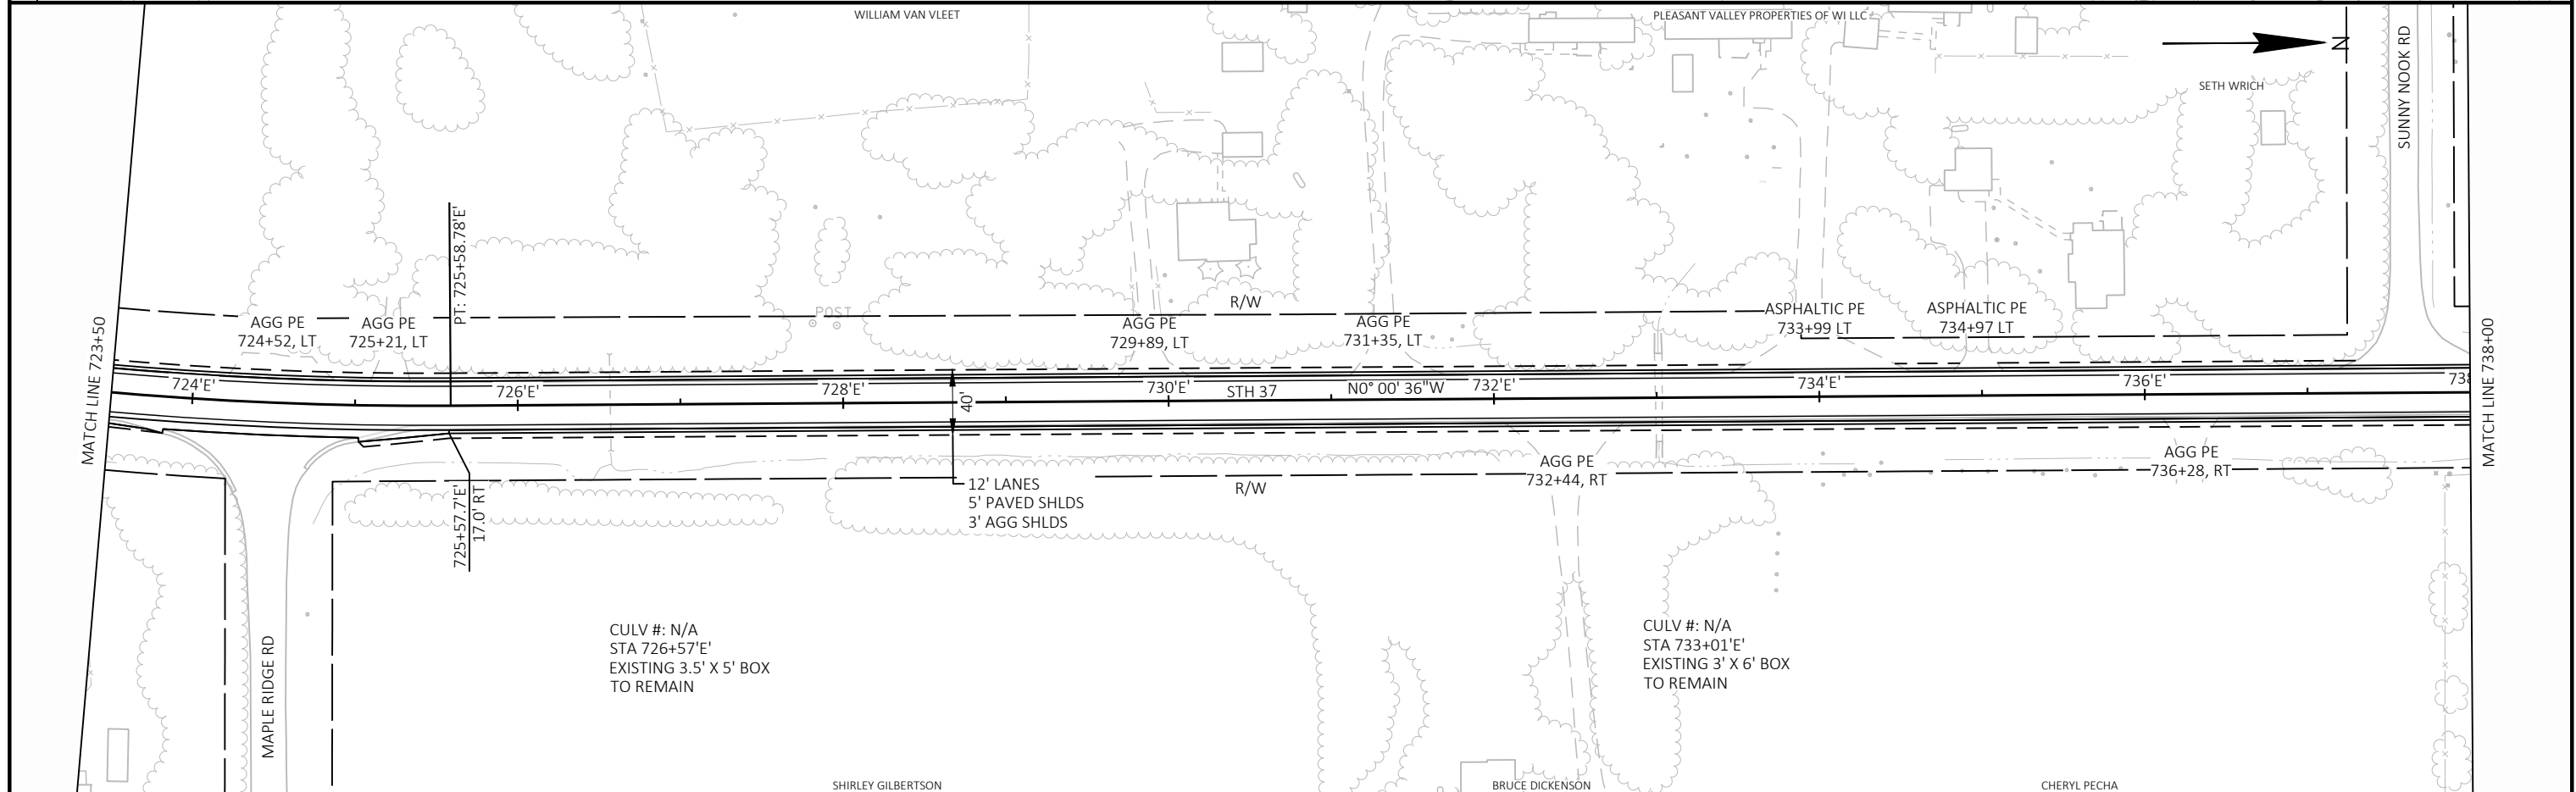 WILLIAM VAN VLEET
PLEASANT VALLEY PROPERTIES OF WI LLC
SETH WRICH
SUNNY NOOK RD
N
MATCH LINE 723+50
PT: 725+58.78'E'
POST
R/W
AGG PE
724+52, LT
AGG PE
725+21, LT
AGG PE
729+89, LT
AGG PE
731+35, LT
ASPHALTIC PE
733+99 LT
ASPHALTIC PE
734+97 LT
724'E'
726'E'
728'E'
730'E'
STH 37
N0° 00' 36"W
732'E'
734'E'
736'E'
738
MATCH LINE 738+00
40'
12' LANES
5' PAVED SHLDS
3' AGG SHLDS
R/W
AGG PE
732+44, RT
AGG PE
736+28, RT
725+57.7'E'
17.0' RT
MAPLE RIDGE RD
CULV #: N/A
STA 726+57'E'
EXISTING 3.5' X 5' BOX
TO REMAIN
CULV #: N/A
STA 733+01'E'
EXISTING 3' X 6' BOX
TO REMAIN
SHIRLEY GILBERTSON
BRUCE DICKENSON
CHERYL PECHA